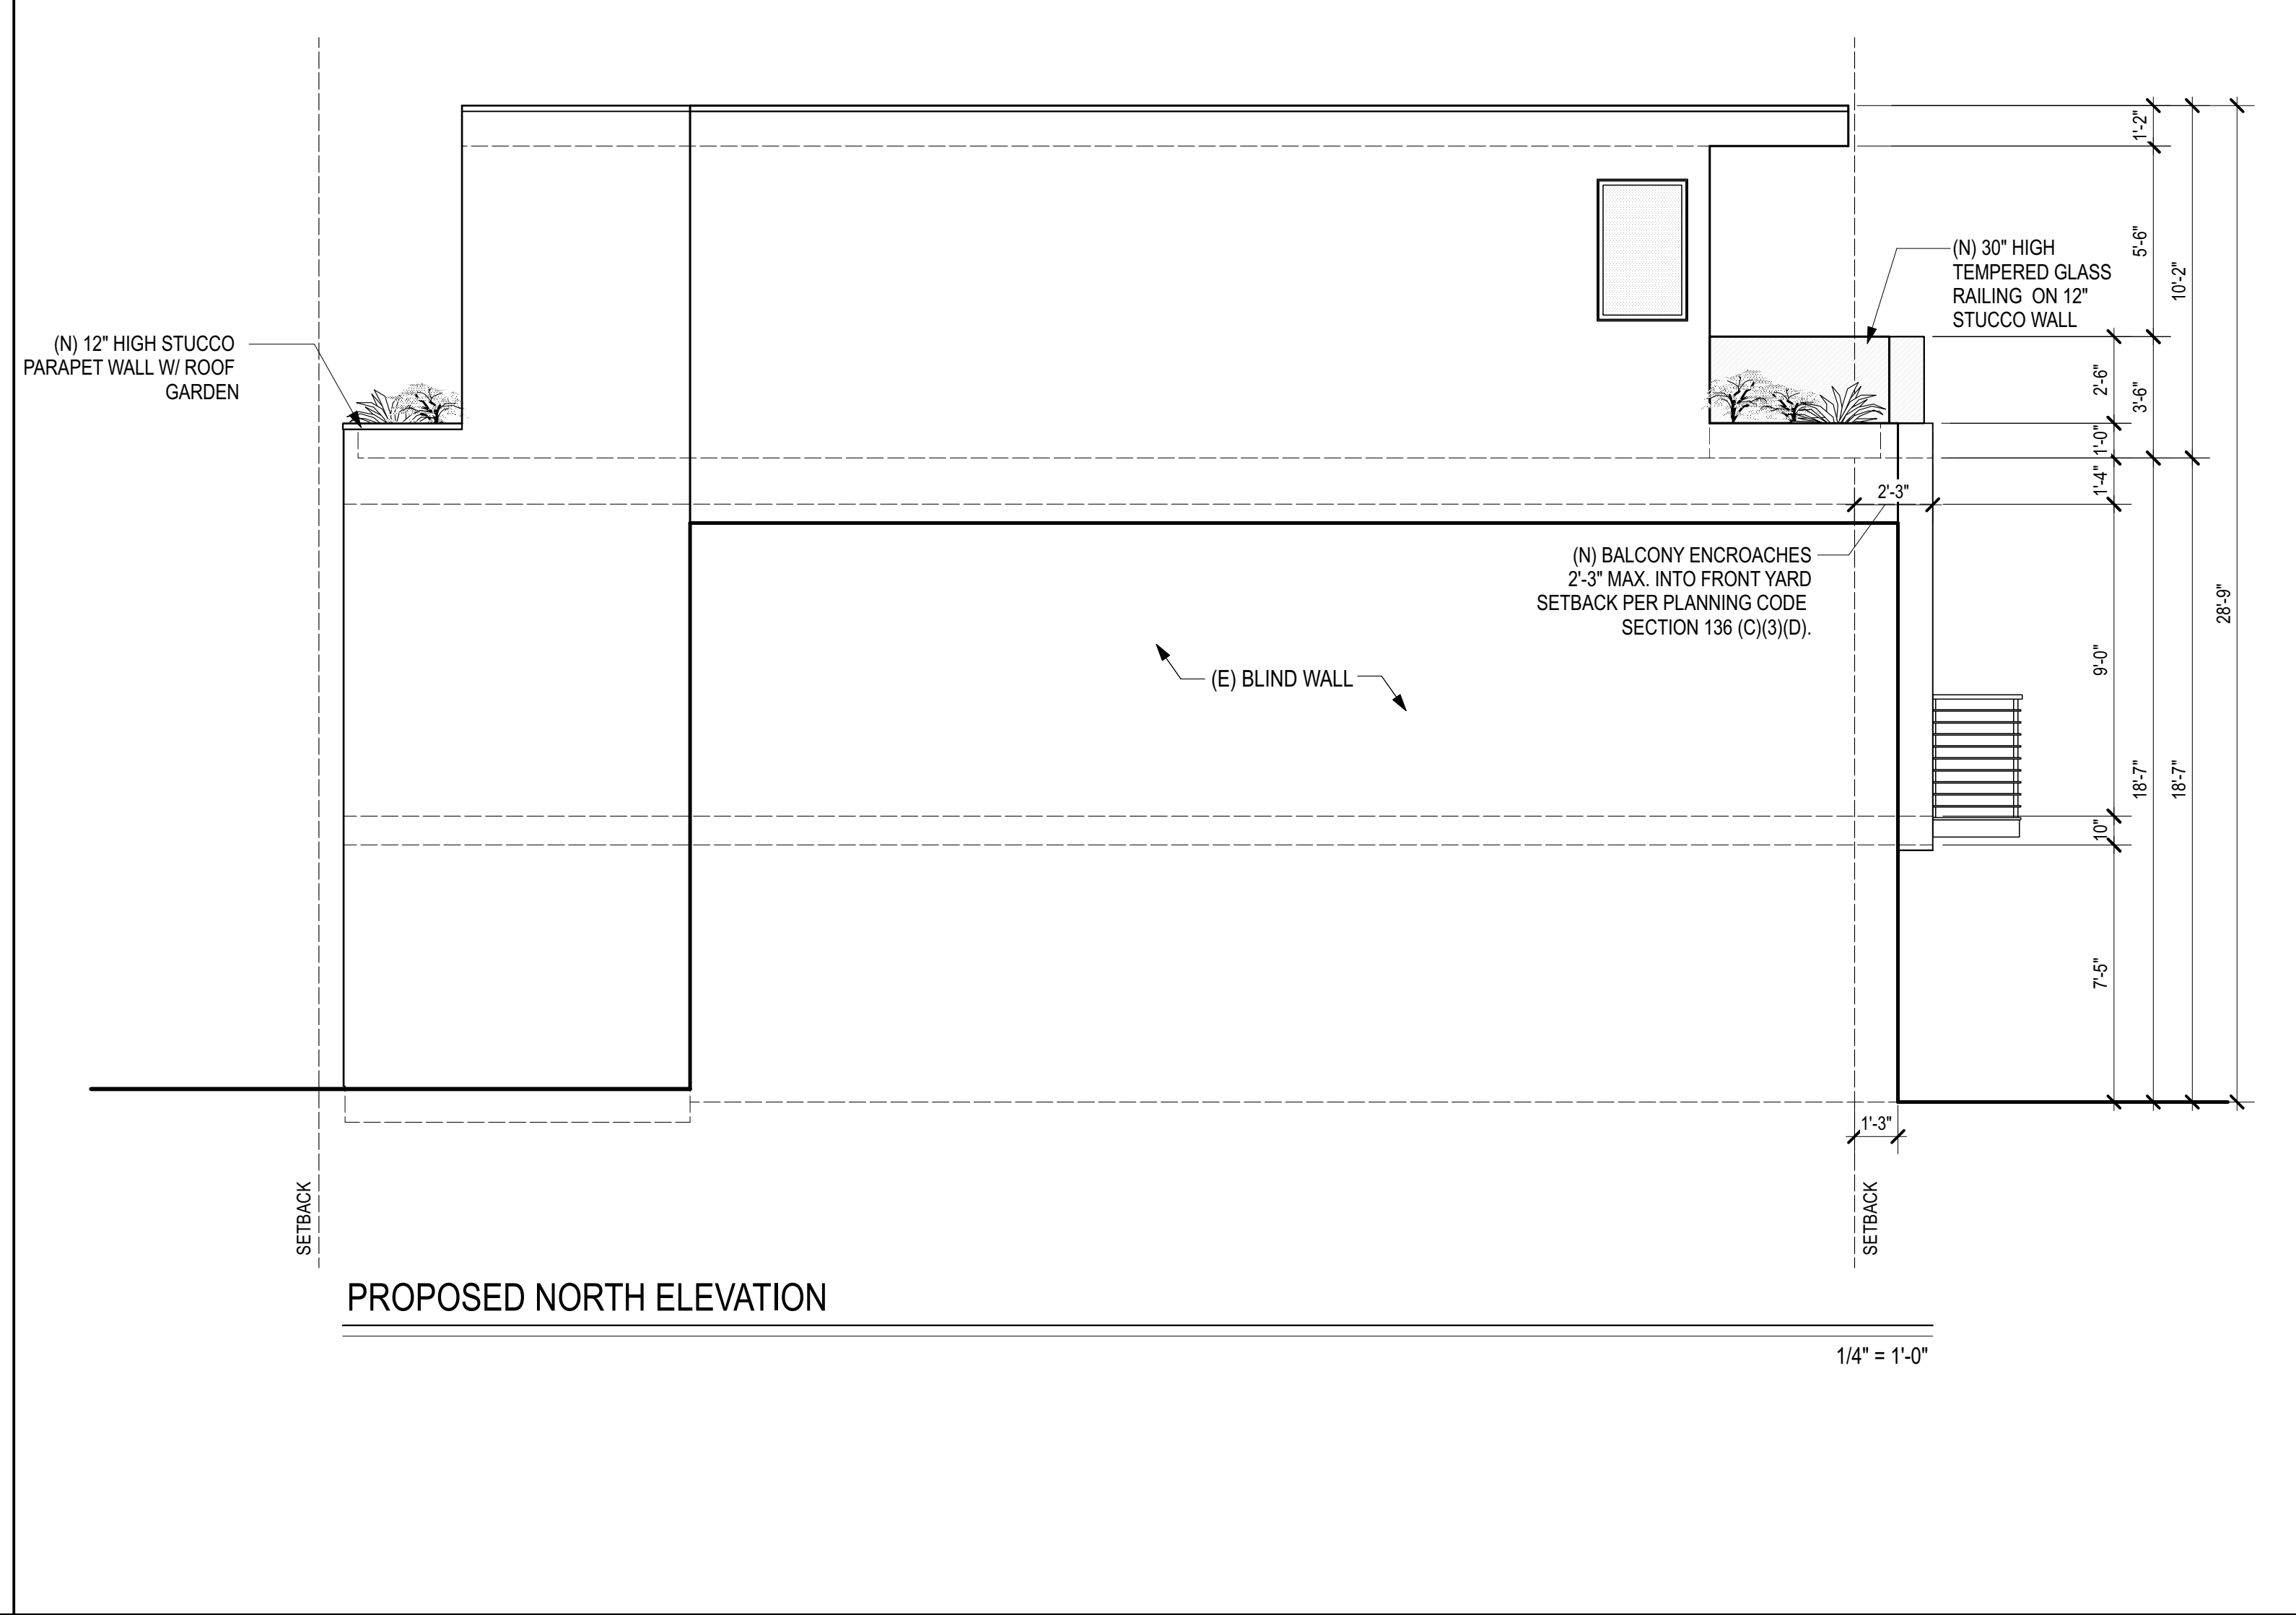 1'-2"
5'-6"
10'-2"
(N) 30" HIGH
TEMPERED GLASS
RAILING ON 12"
STUCCO WALL
(N) 12" HIGH STUCCO
PARAPET WALL W/ ROOF
GARDEN
2'-6"
3'-6"
1'-0"
1'-4"
2'-3"
(N) BALCONY ENCROACHES
2'-3" MAX. INTO FRONT YARD
SETBACK PER PLANNING CODE
SECTION 136 (C)(3)(D).
28'-9"
(E) BLIND WALL
9'-0"
18'-7"
18'-7"
10"
7'-5"
1'-3"
SETBACK
SETBACK
PROPOSED NORTH ELEVATION
1/4" = 1'-0"